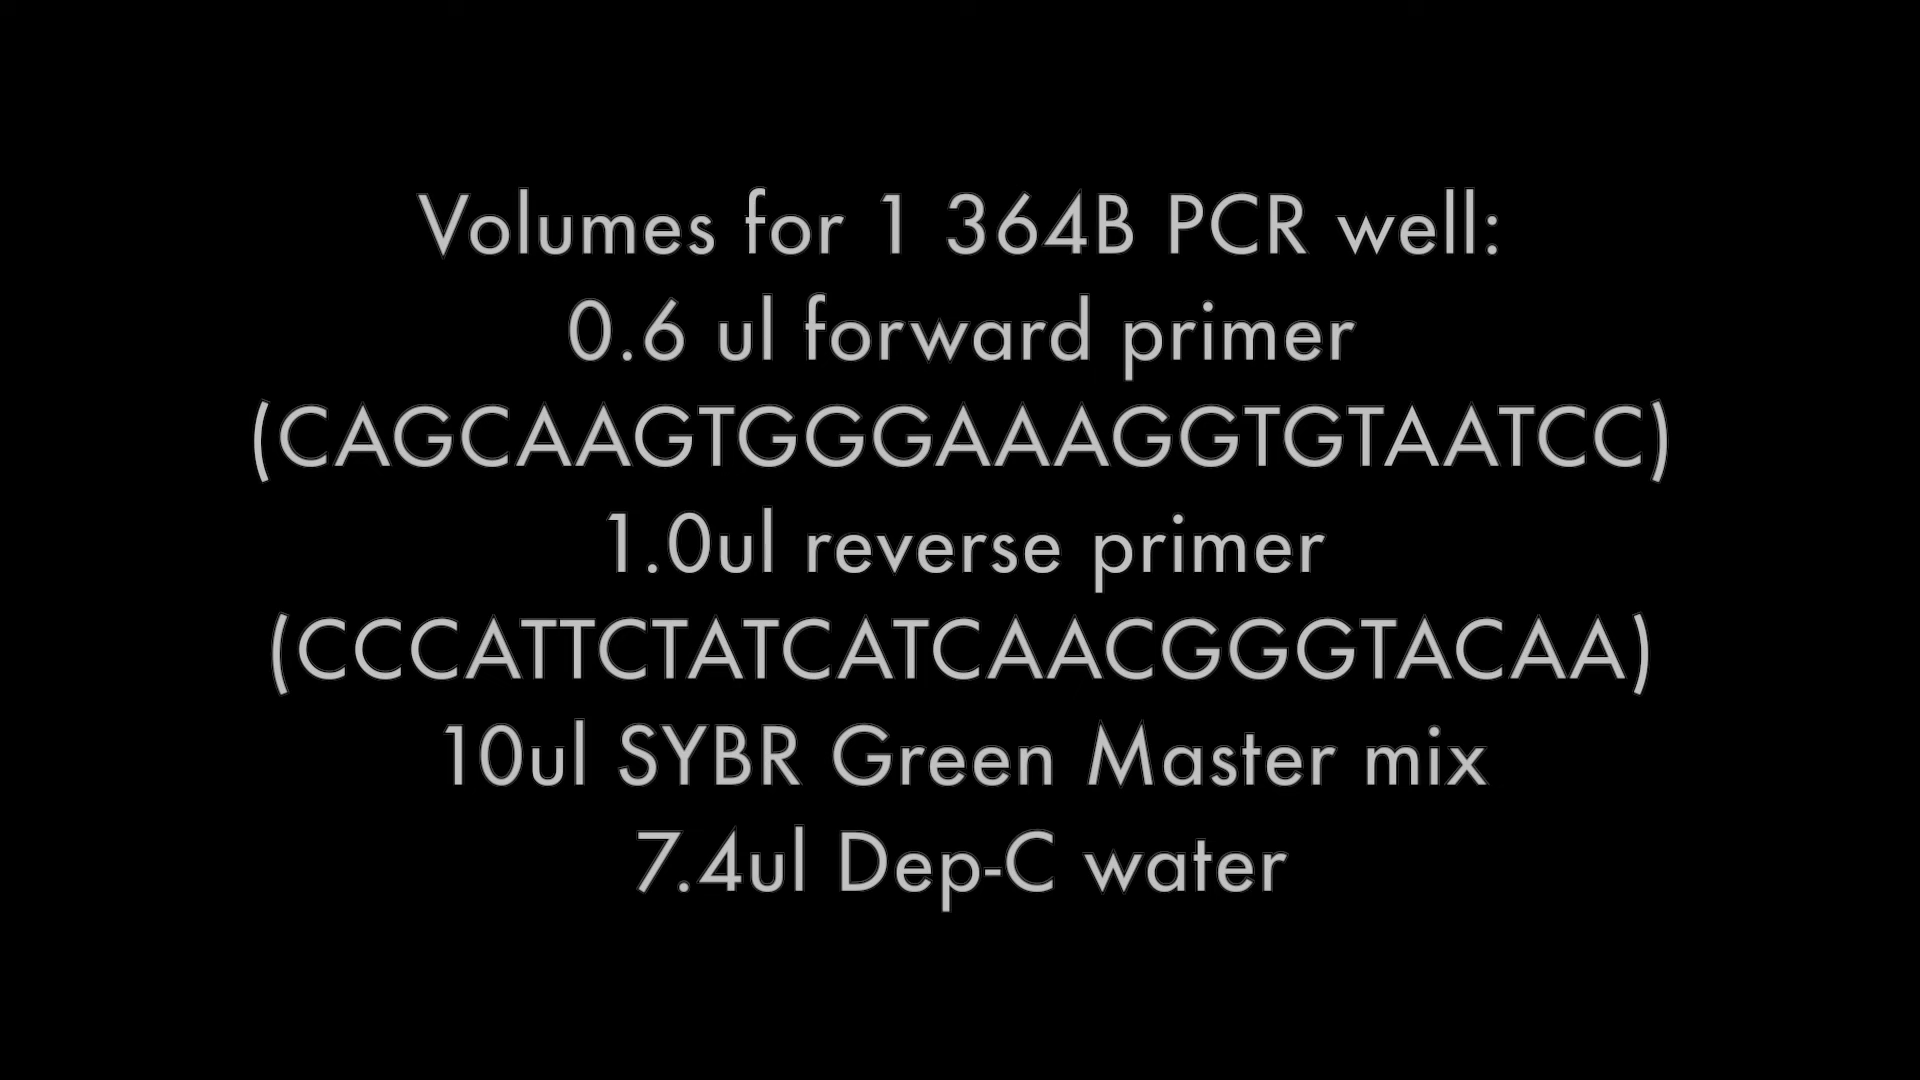 Volumes for 1 364B PCR well:
0.6 ul forward primer
(CAGCAAGTGGGAAAGGTGTAATCC)
1.0ul reverse primer
(CCCATTCTATCATCAACGGGTACAA)
10ul SYBR Green Master mix
7.4ul Dep-C water